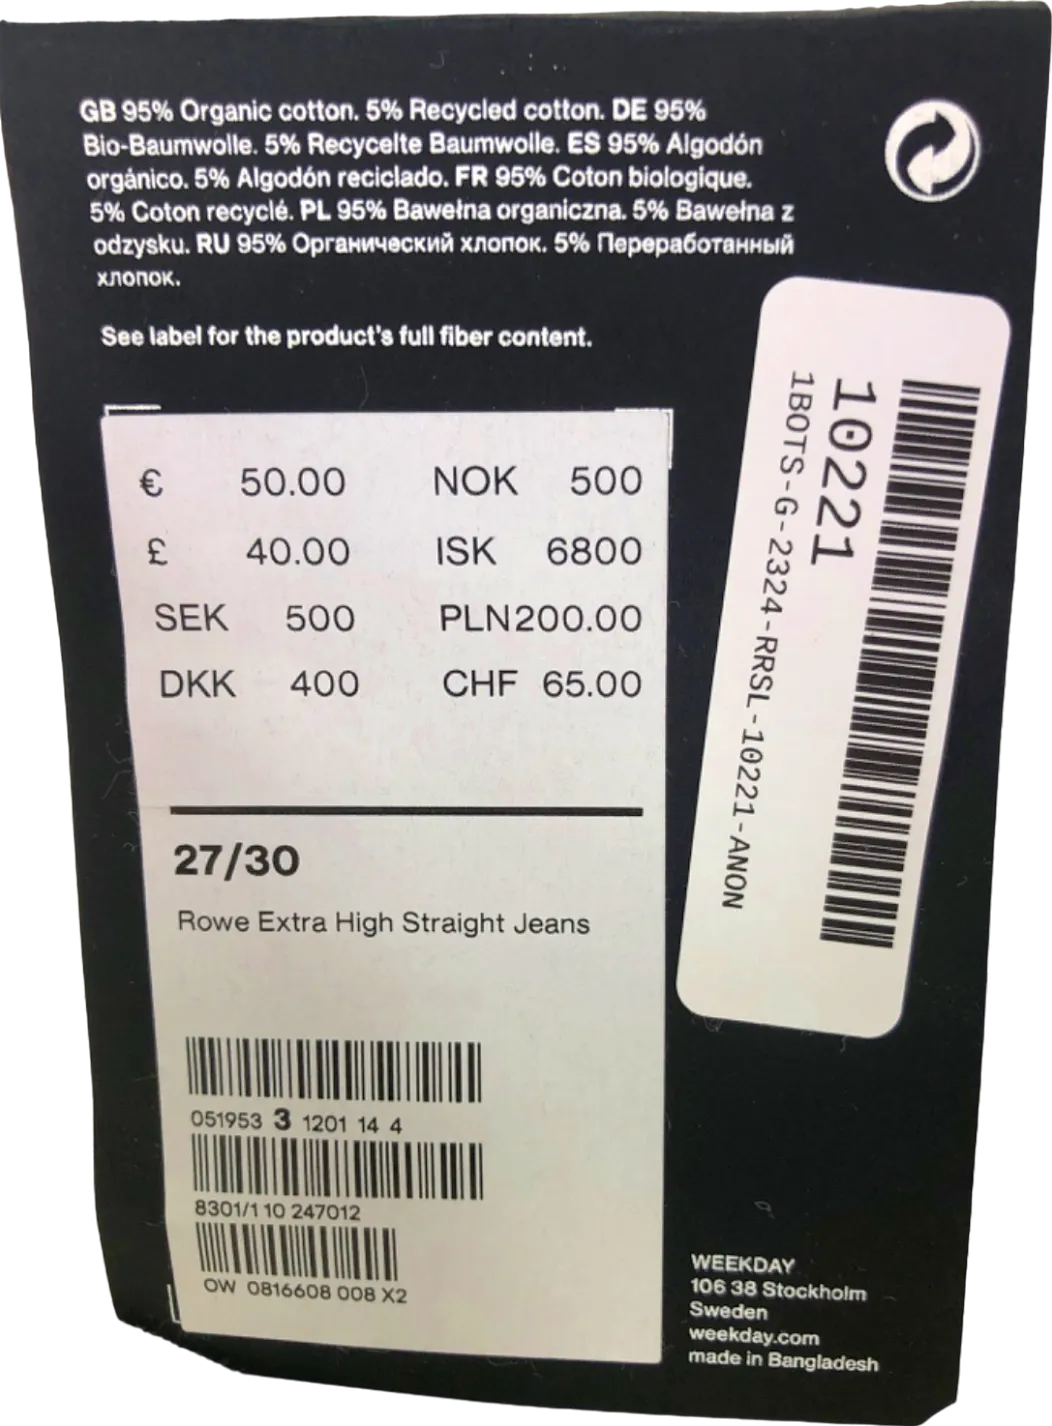 GB 95% Organic cotton. 5% Recycled cotton. DE 95%
Bio-Baumwolle. 5% Recycelte Baumwolle. ES 95% Algodón
orgánico. 5% Algodón reciclado. FR 95% Coton biologique.
5% Coton recyclé. PL 95% Bawełna organiczna. 5% Bawełna z
odzysku. RU 95% Органический хлопок. 5% Переработанный
хлопок.
See label for the product's full fiber content.
€ 50.00 NOK 500
£ 40.00 ISK 6800
SEK 500 PLN200.00
DKK 400 CHF 65.00
27/30
Rowe Extra High Straight Jeans
051953 3 1201 14 4
8301/1 10 247012
OW 0816608 008 X2
10221
1BOTS-G-2324-RRSL-10221-ANON
WEEKDAY
106 38 Stockholm
Sweden
weekday.com
made in Bangladesh